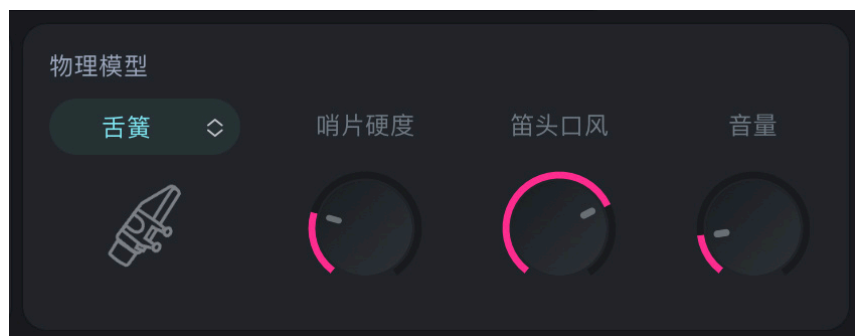 物理模型
舌簧
哨片硬度
笛头口风
音量